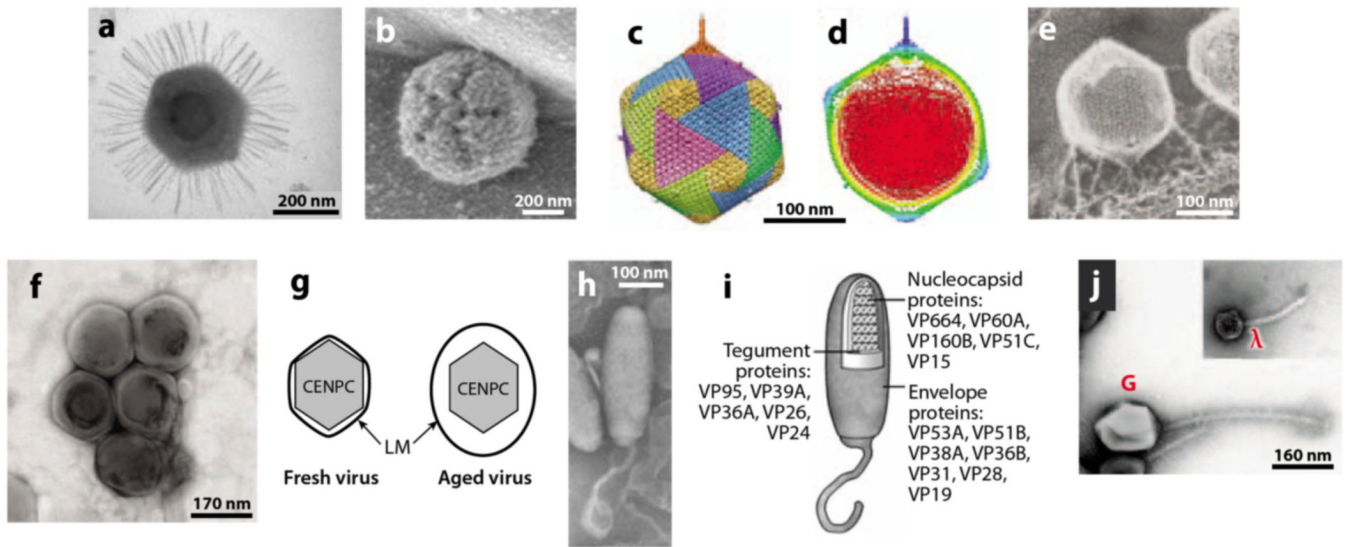 a
200 nm
b
200 nm
c
d
100 nm
e
100 nm
f
170 nm
g
CENPC
CENPC
LM
Fresh virus
Aged virus
h
100 nm
i
Nucleocapsid
proteins:
VP664, VP60A,
VP160B, VP51C,
VP15
Tegument
proteins:
VP95, VP39A,
VP36A, VP26,
VP24
Envelope
proteins:
VP53A, VP51B,
VP38A, VP36B,
VP31, VP28,
VP19
j
λ
G
160 nm